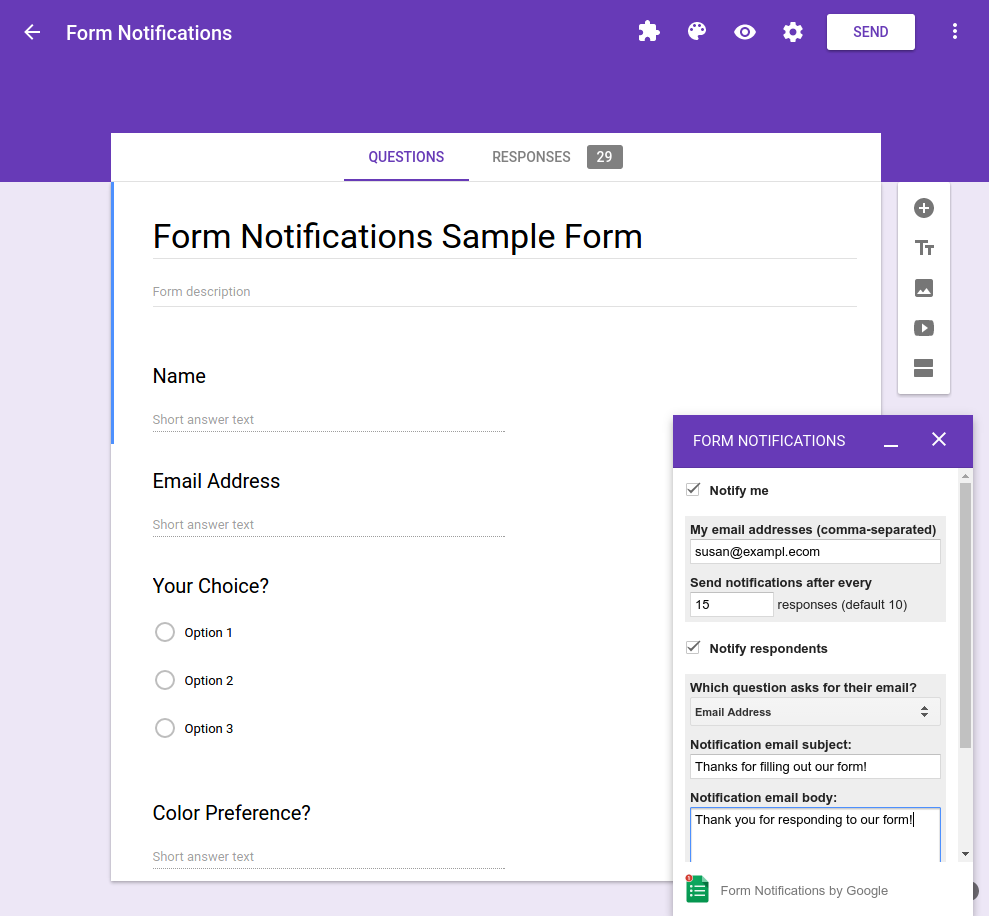 Form Notifications
SEND
QUESTIONS
RESPONSES 29
Form Notifications Sample Form
Form description
Name
Short answer text
Email Address
Short answer text
Your Choice?
Option 1
Option 2
Option 3
Color Preference?
Short answer text
Tт
FORM NOTIFICATIONS
Notify me
My email addresses (comma-separated)
susan@exampl.ecom
Send notifications after every
15 responses (default 10)
Notify respondents
Which question asks for their email?
Email Address
Notification email subject:
Thanks for filling out our form!
Notification email body:
Thank you for responding to our form!
Form Notifications by Google